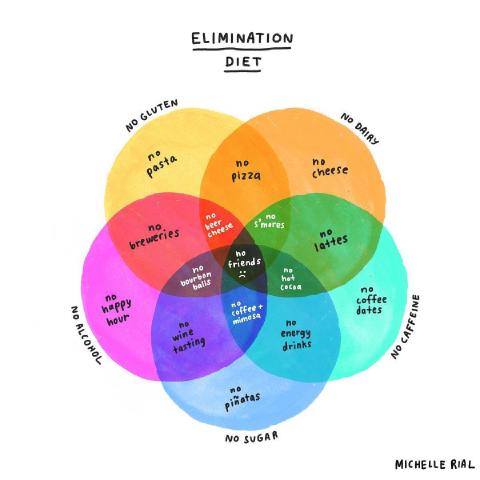 ELIMINATION
DIET
NO GLUTEN
NO DAIRY
no
pasta
no
pizza
no
cheese
no
breweries
no
beer
cheese
no
s'mores
no
lattes
no
friends
:(
no
bourbon
balls
no
hot
cocoa
no
happy
hour
no
coffee
dates
no
coffee +
mimosa
no
wine
tasting
no
energy
drinks
NO ALCOHOL
NO CAFFEINE
no
piñatas
NO SUGAR
MICHELLE RIAL